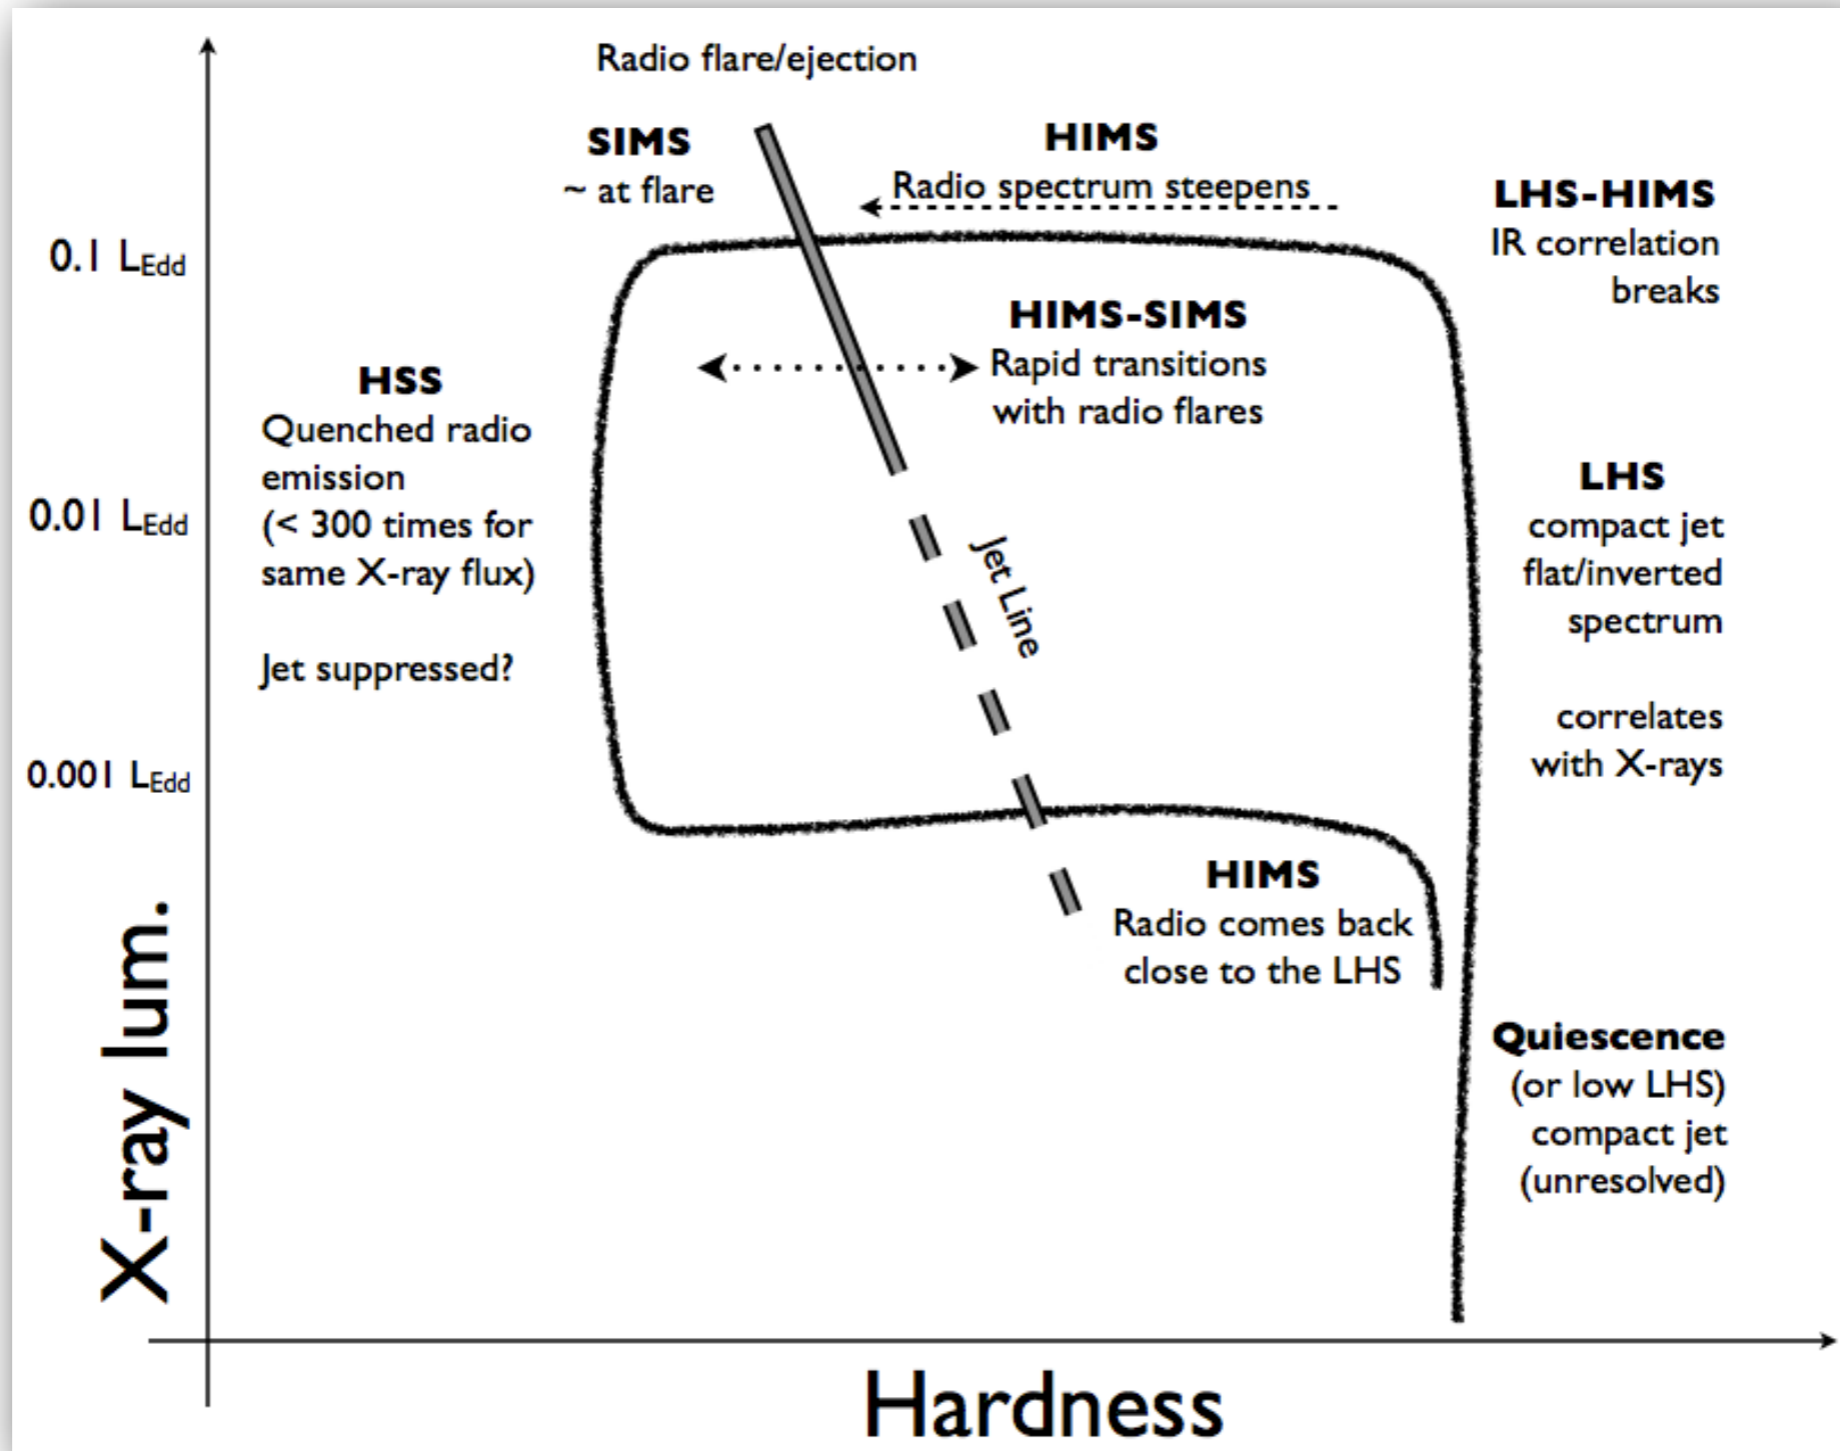 Radio flare/ejection
SIMS
~ at flare
HIMS
Radio spectrum steepens
LHS-HIMS
IR correlation
breaks
0.1 LEdd
HIMS-SIMS
Rapid transitions
with radio flares
HSS
Quenched radio
emission
(< 300 times for
same X-ray flux)
Jet suppressed?
0.01 LEdd
Jet Line
LHS
compact jet
flat/inverted
spectrum
correlates
with X-rays
0.001 LEdd
HIMS
Radio comes back
close to the LHS
Quiescence
(or low LHS)
compact jet
(unresolved)
X-ray lum.
Hardness